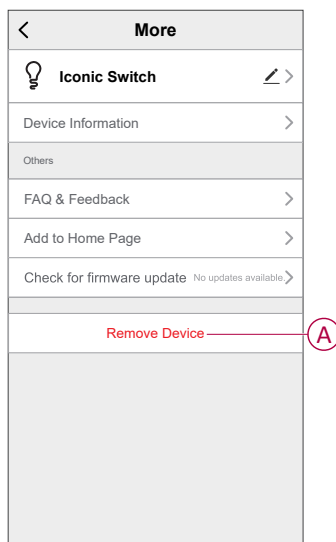 More
Iconic Switch
Device Information
Others
FAQ & Feedback
Add to Home Page
Check for firmware update No updates available.
Remove Device
A